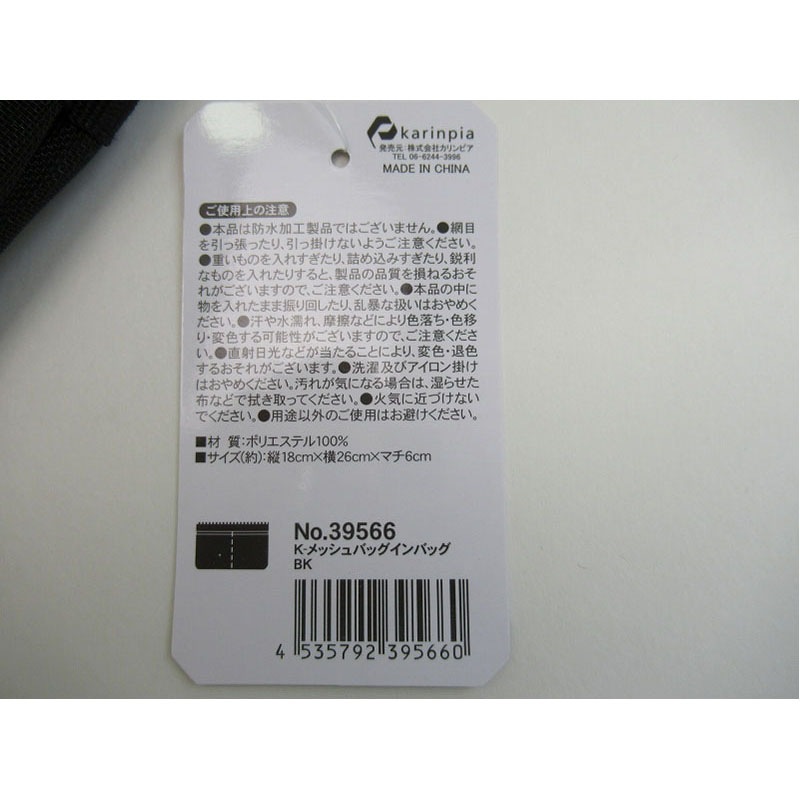 karinpia
発売元:株式会社カリンピア
TEL 06-6244-3996
MADE IN CHINA
ご使用上の注意
●本品は防水加工製品ではございません。●網目
を引っ張ったり、引っ掛けないようご注意ください。
●重いものを入れすぎたり、詰め込みすぎたり、鋭利
なものを入れたりすると、製品の品質を損ねるおそ
れがございますので、ご注意ください。●本品の中に
物を入れたまま振り回したり、乱暴な扱いはおやめく
ださい。●汗や水濡れ、摩擦などにより色落ち・色移
り・変色する可能性がございますので、ご注意くださ
い。●直射日光などが当たることにより、変色・退色
するおそれがございます。●洗濯及びアイロン掛け
はおやめください。汚れが気になる場合は、湿らせた
布などで拭き取ってください。●火気に近づけない
でください。●用途以外のご使用はお避けください。
■材 質:ポリエステル100%
■サイズ(約):縦18cm×横26cm×マチ6cm
No.39566
K-メッシュバッグインバッグ
BK
4 535792 395660